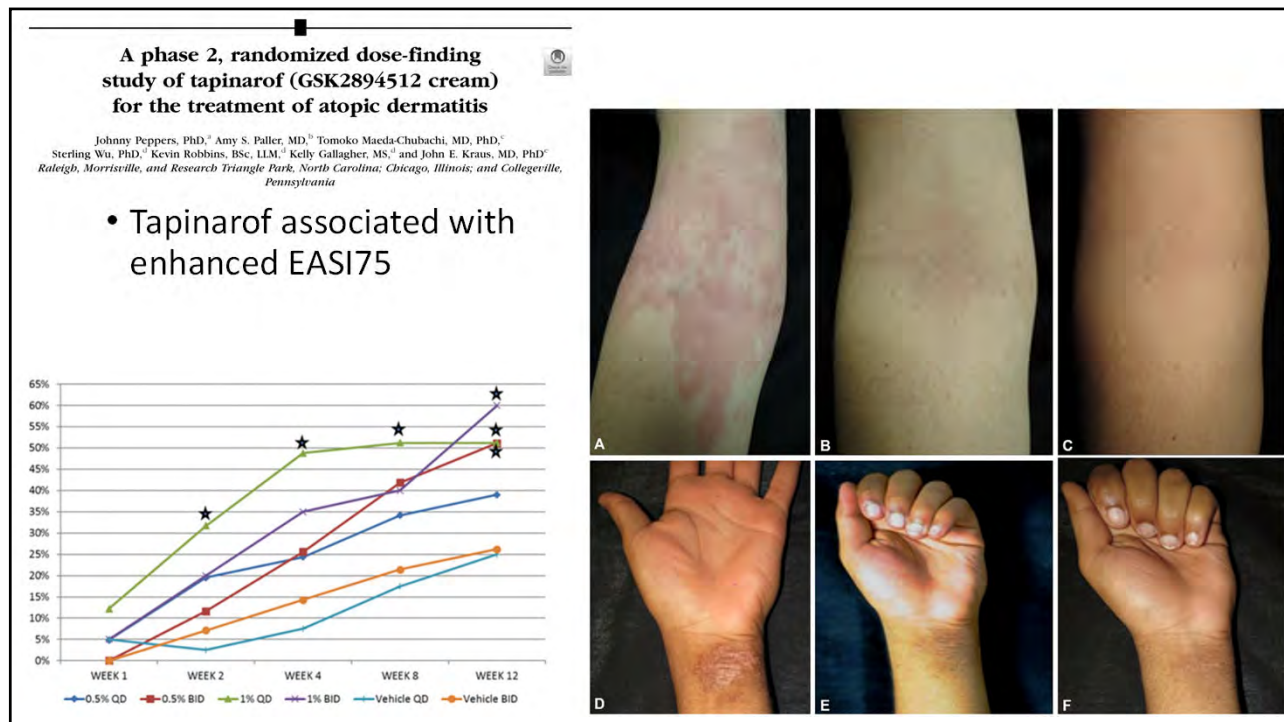 A phase 2, randomized dose-finding
study of tapinarof (GSK2894512 cream)
for the treatment of atopic dermatitis
Johnny Peppers, PhD,a Amy S. Paller, MD,b Tomoko Maeda-Chubachi, MD, PhD,c
Sterling Wu, PhD,d Kevin Robbins, BSc, LLM,d Kelly Gallagher, MS,d and John E. Kraus, MD, PhDc
Raleigh, Morrisville, and Research Triangle Park, North Carolina; Chicago, Illinois; and Collegeville,
Pennsylvania
• Tapinarof associated with
enhanced EASI75
65%
60%
55%
50%
45%
40%
35%
30%
25%
20%
15%
10%
5%
0%
WEEK 1 WEEK 2 WEEK 4 WEEK 8 WEEK 12
0.5% QD 0.5% BID 1% QD 1% BID Vehicle QD Vehicle BID
A B C
D E F